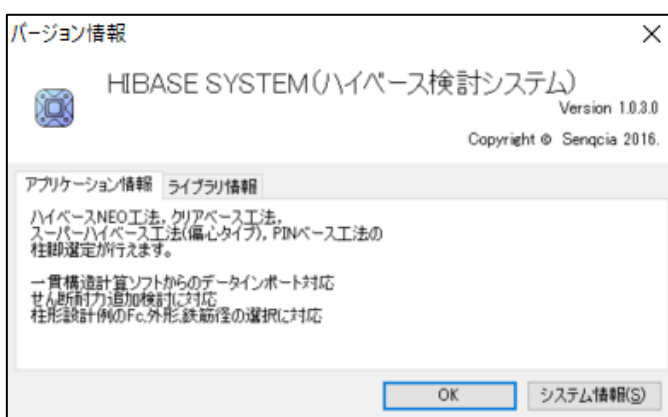 バージョン情報
HIBASE SYSTEM(ハイベース検討システム)
Version 1.0.3.0
Copyright © Senqcia 2016.
アプリケーション情報 ライブラリ情報
ハイベースNEO工法, クリアベース工法,
スーパーハイベース工法(偏心タイプ), PINベース工法の
柱脚選定が行えます。
一貫構造計算ソフトからのデータインポート対応
せん断耐力追加検討に対応
柱形設計例のFc,外形,鉄筋径の選択に対応
OK システム情報(S)